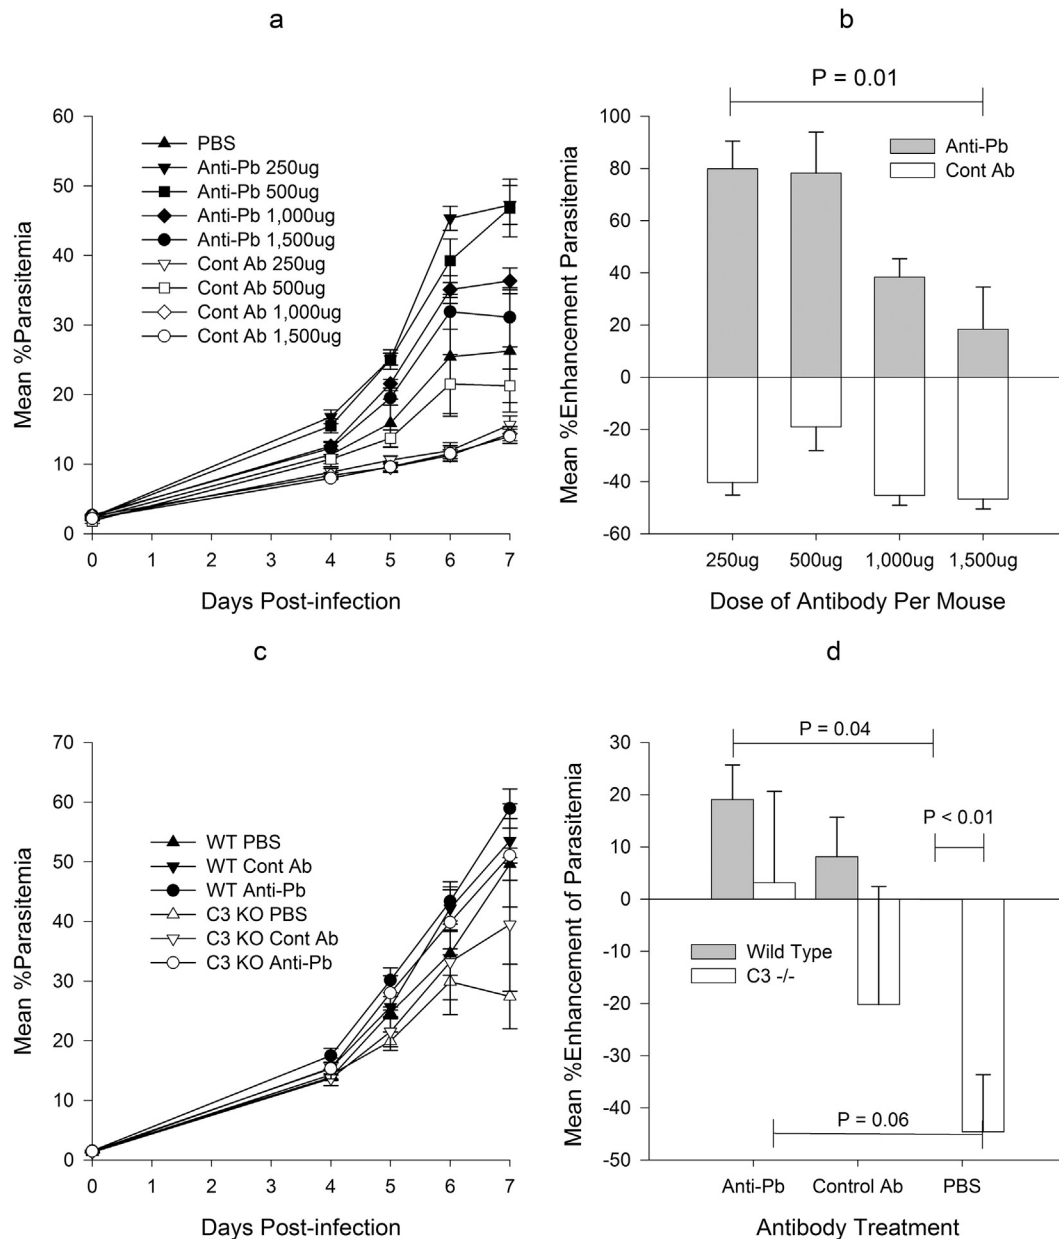 a
Mean %Parasitemia
60
50
40
30
20
10
0
PBS
Anti-Pb 250ug
Anti-Pb 500ug
Anti-Pb 1,000ug
Anti-Pb 1,500ug
Cont Ab 250ug
Cont Ab 500ug
Cont Ab 1,000ug
Cont Ab 1,500ug
0 1 2 3 4 5 6 7
Days Post-infection
b
P = 0.01
Mean %Enhancement Parasitemia
100
80
60
40
20
0
-20
-40
-60
Anti-Pb
Cont Ab
250ug 500ug 1,000ug 1,500ug
Dose of Antibody Per Mouse
c
Mean %Parasitemia
70
60
50
40
30
20
10
0
WT PBS
WT Cont Ab
WT Anti-Pb
C3 KO PBS
C3 KO Cont Ab
C3 KO Anti-Pb
0 1 2 3 4 5 6 7
Days Post-infection
d
Mean %Enhancement of Parasitemia
30
20
10
0
-10
-20
-30
-40
-50
P = 0.04
P < 0.01
Wild Type
C3 -/-
P = 0.06
Anti-Pb Control Ab PBS
Antibody Treatment